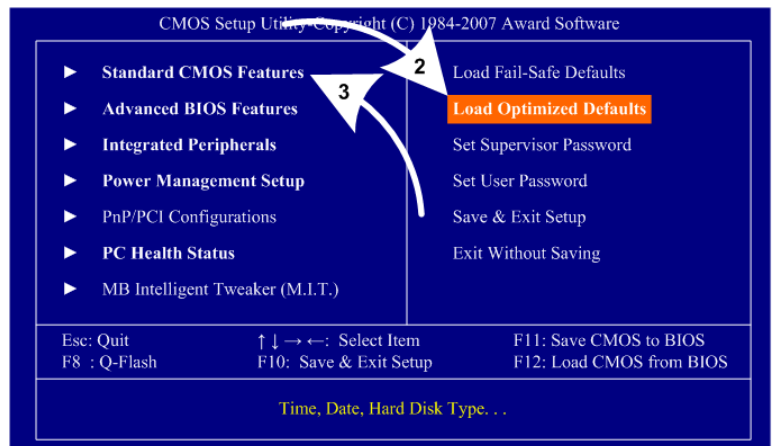 CMOS Setup Utility-Copyright (C) 1984-2007 Award Software
► Standard CMOS Features
► Advanced BIOS Features
► Integrated Peripherals
► Power Management Setup
► PnP/PCI Configurations
► PC Health Status
► MB Intelligent Tweaker (M.I.T.)
2
3
Load Fail-Safe Defaults
Load Optimized Defaults
Set Supervisor Password
Set User Password
Save & Exit Setup
Exit Without Saving
Esc: Quit ↑↓→←: Select Item F11: Save CMOS to BIOS
F8 : Q-Flash F10: Save & Exit Setup F12: Load CMOS from BIOS
Time, Date, Hard Disk Type. . .